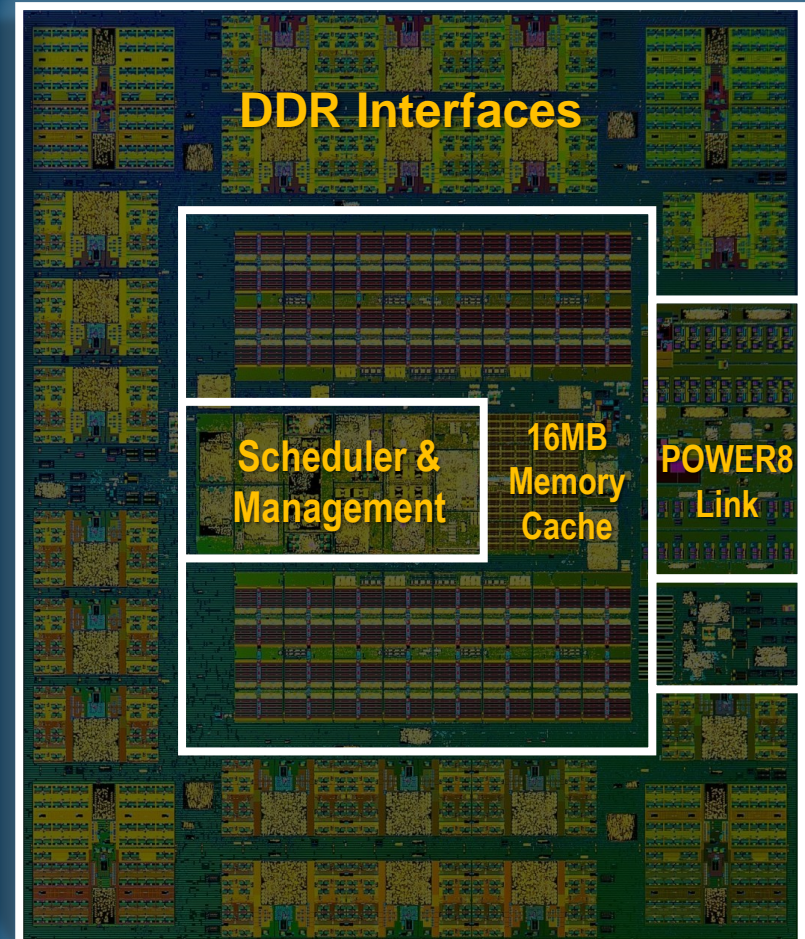 DDR Interfaces
Scheduler &
Management
16MB
Memory
Cache
POWER8
Link